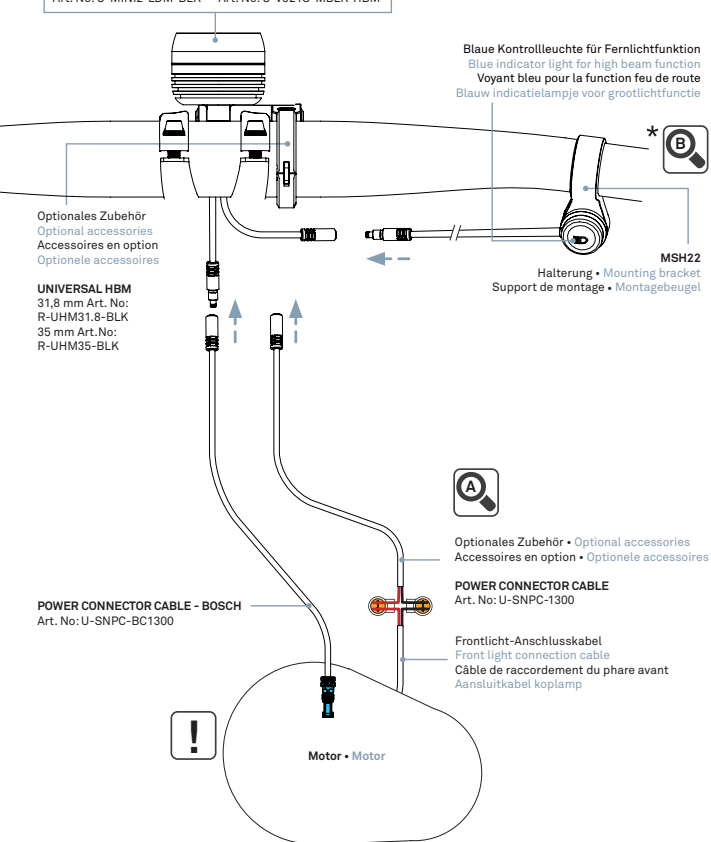 Blaue Kontrollleuchte für Fernlichtfunktion
Blue indicator light for high beam function
Voyant bleu pour la function feu de route
Blauw indicatielampje voor grootlichtfunctie
* B
Optionales Zubehör
Optional accessories
Accessoires en option
Optionele accessoires
UNIVERSAL HBM
31,8 mm Art. No:
R-UHM31.8-BLK
35 mm Art.No:
R-UHM35-BLK
MSH22
Halterung • Mounting bracket
Support de montage • Montagebeugel
A
Optionales Zubehör • Optional accessories
Accessoires en option • Optionele accessoires
POWER CONNECTOR CABLE
Art. No: U-SNPC-1300
POWER CONNECTOR CABLE - BOSCH
Art. No: U-SNPC-BC1300
Frontlicht-Anschlusskabel
Front light connection cable
Câble de raccordement du phare avant
Aansluitkabel koplamp
!
Motor • Motor